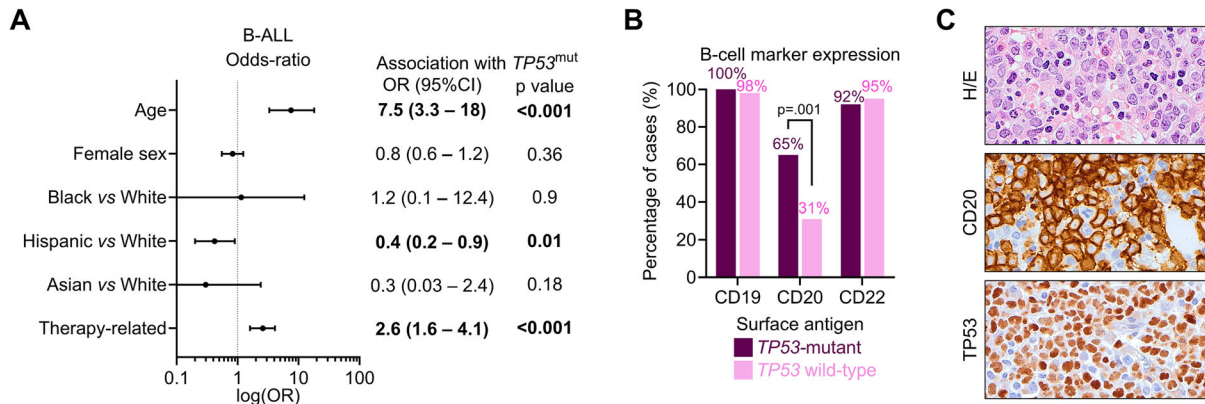 A
B-ALL
Odds-ratio
Association with TP53mut
OR (95%CI) p value
Age 7.5 (3.3 – 18) <0.001
Female sex 0.8 (0.6 – 1.2) 0.36
Black vs White 1.2 (0.1 – 12.4) 0.9
Hispanic vs White 0.4 (0.2 – 0.9) 0.01
Asian vs White 0.3 (0.03 – 2.4) 0.18
Therapy-related 2.6 (1.6 – 4.1) <0.001
0.1 1 10 100
log(OR)
B
B-cell marker expression
Percentage of cases (%)
100
80
60
40
20
0
100% 98%
p=.001
65%
31%
92% 95%
CD19 CD20 CD22
Surface antigen
TP53-mutant
TP53 wild-type
C
H/E
CD20
TP53